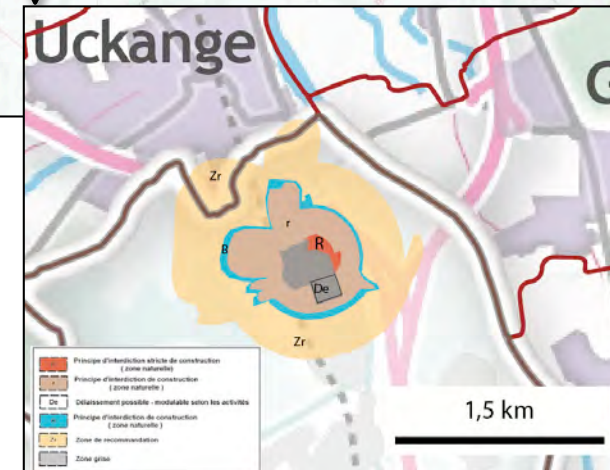 Uckange
G
Zr
r
B
R
De
Zr
1,5 km
Principe d'interdiction stricte de construction
( zone naturelle)
Principe d'interdiction de construction
( zone naturelle )
De Délaissement possible - modulable selon les activités
Principe d'interdiction de construction
( zone naturelle )
Zr Zone de recommandation
Zone grise